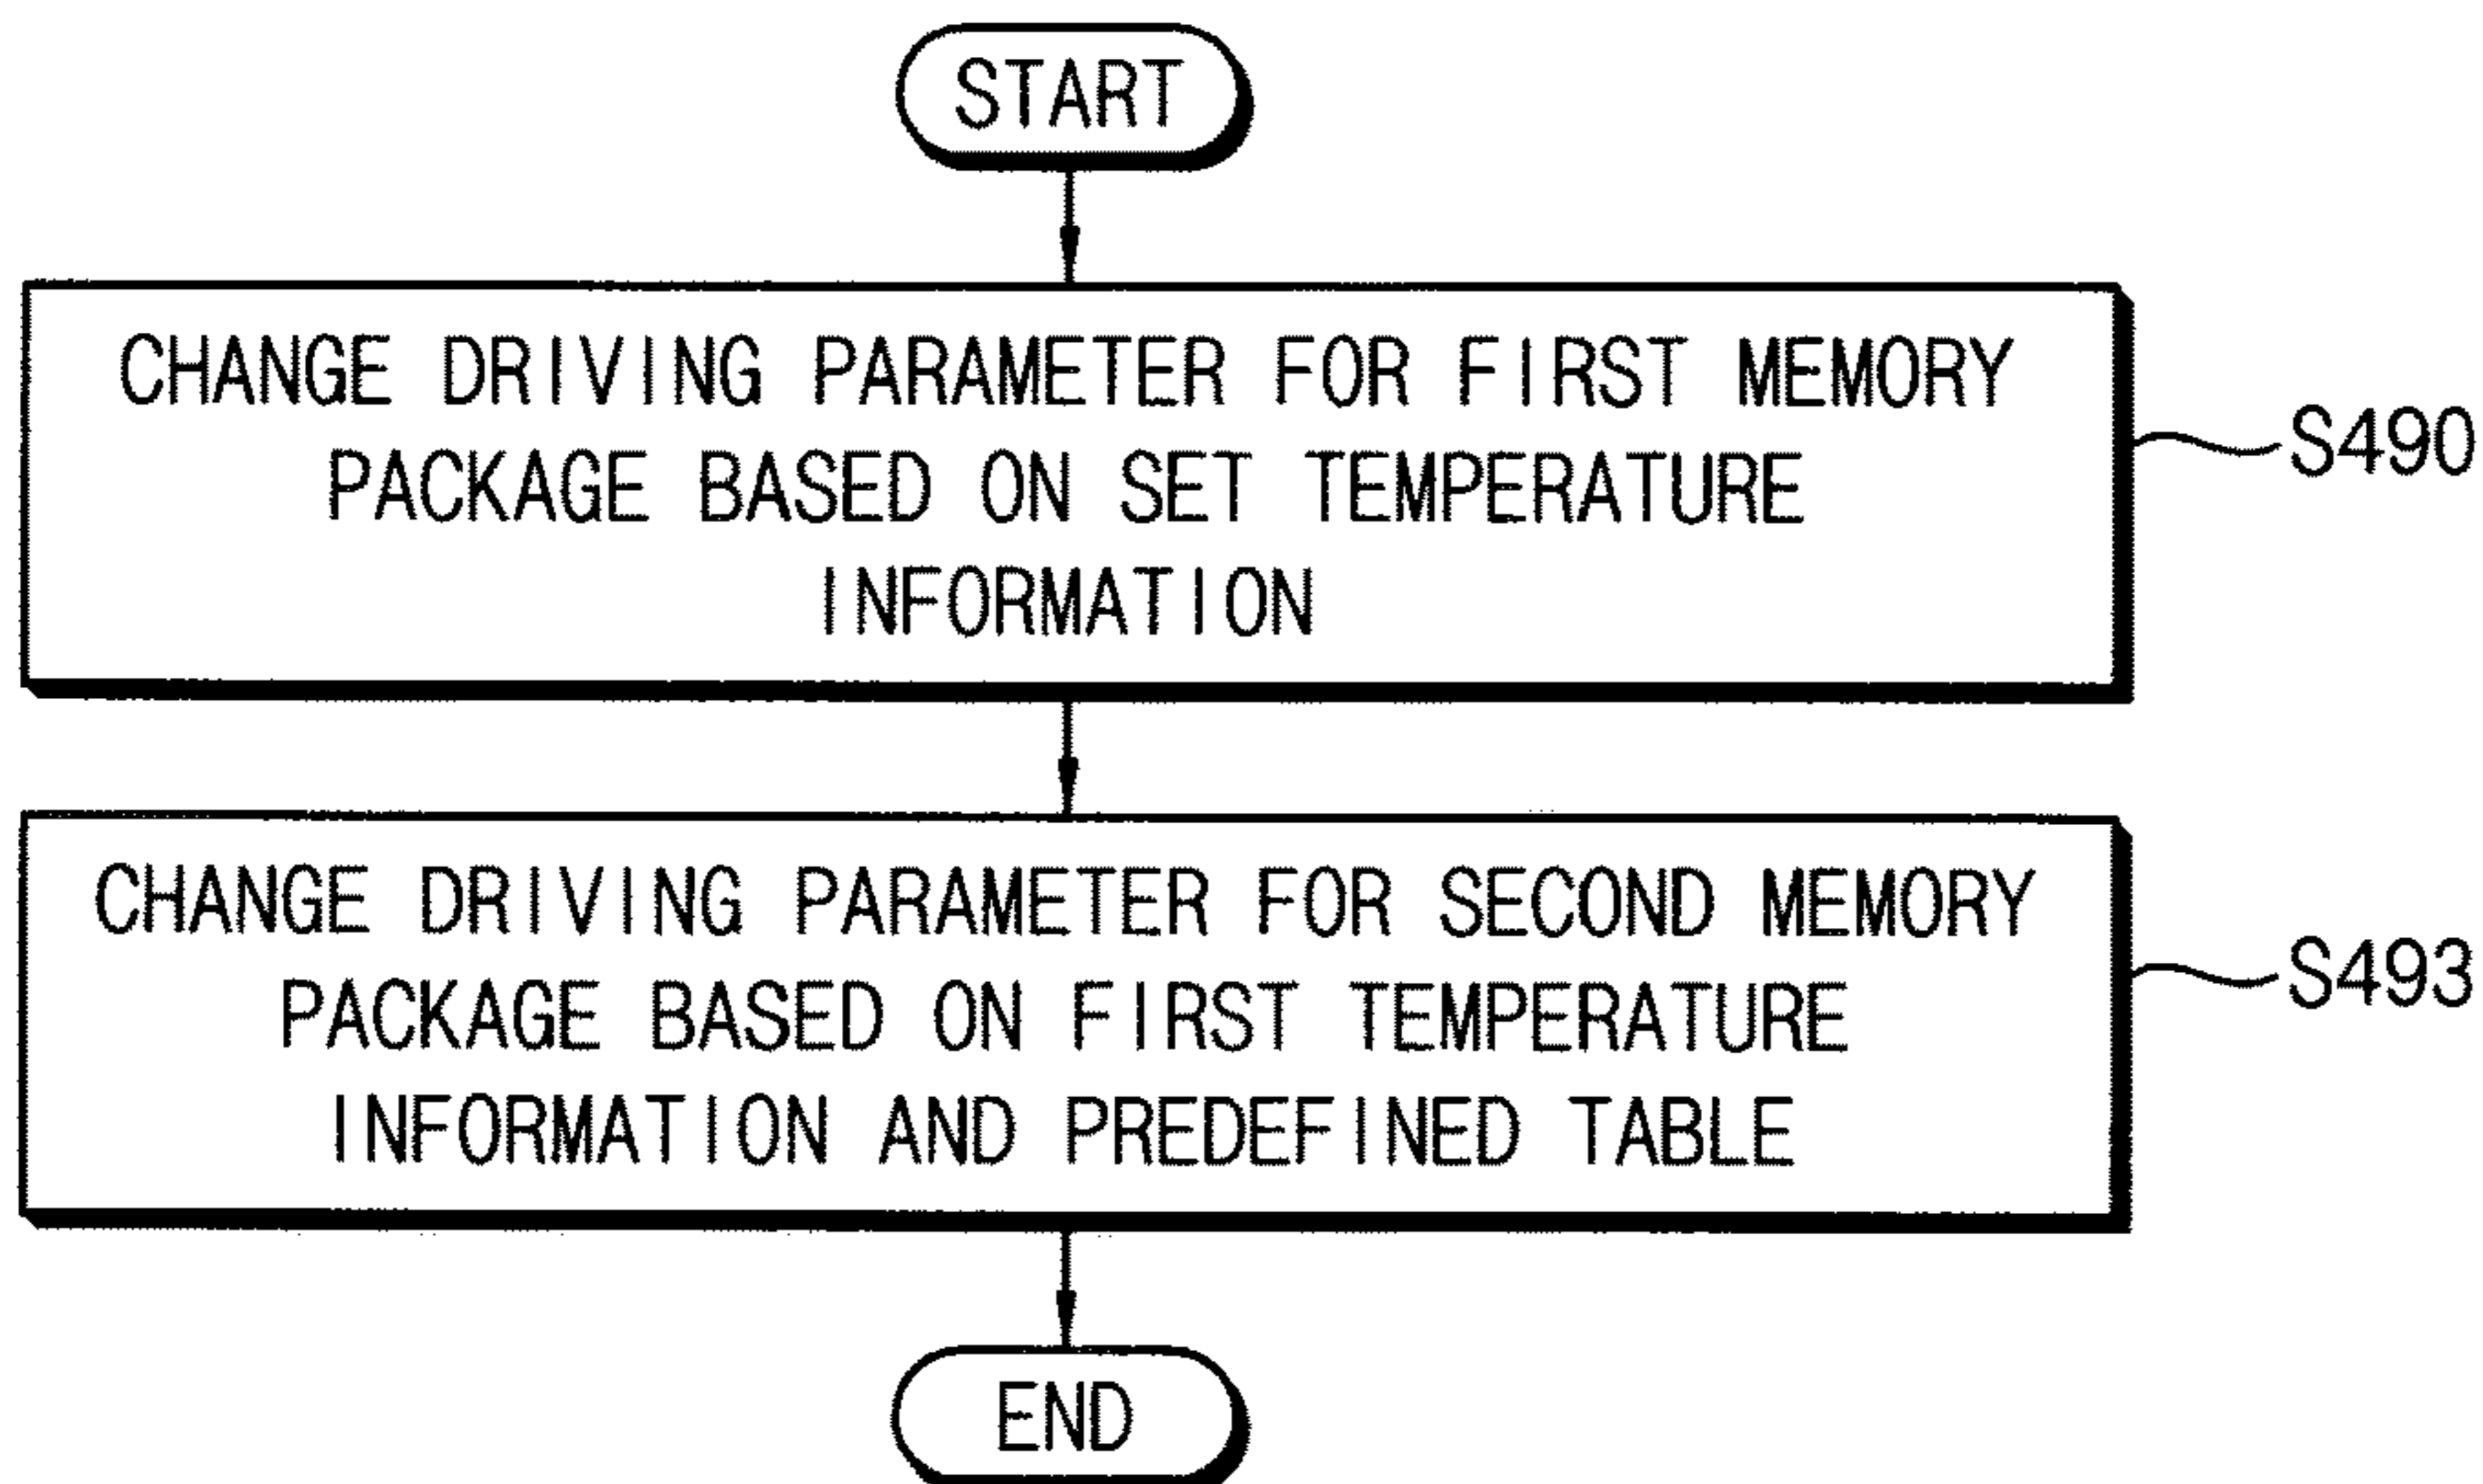 START
CHANGE DRIVING PARAMETER FOR FIRST MEMORY
PACKAGE BASED ON SET TEMPERATURE
INFORMATION
S490
CHANGE DRIVING PARAMETER FOR SECOND MEMORY
PACKAGE BASED ON FIRST TEMPERATURE
INFORMATION AND PREDEFINED TABLE
S493
END